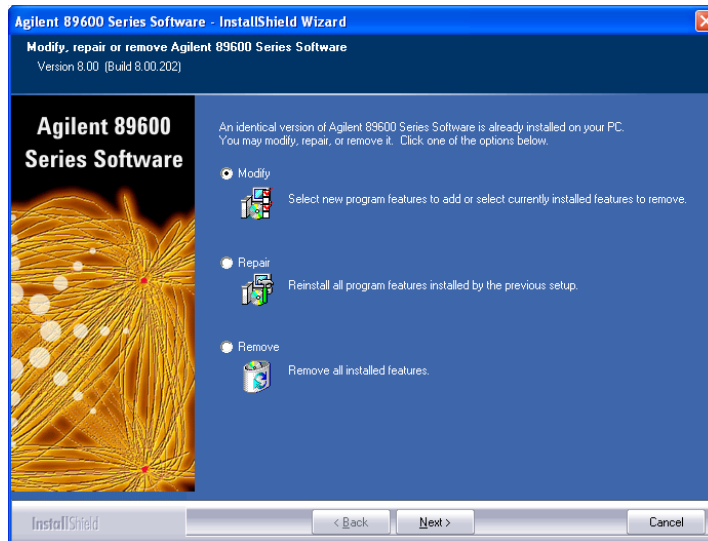 Agilent 89600 Series Software - InstallShield Wizard
Modify, repair or remove Agilent 89600 Series Software
Version 8.00 (Build 8.00.202)
Agilent 89600
Series Software
An identical version of Agilent 89600 Series Software is already installed on your PC.
You may modify, repair, or remove it. Click one of the options below.
Modify
Select new program features to add or select currently installed features to remove.
Repair
Reinstall all program features installed by the previous setup.
Remove
Remove all installed features.
InstallShield
< Back
Next >
Cancel